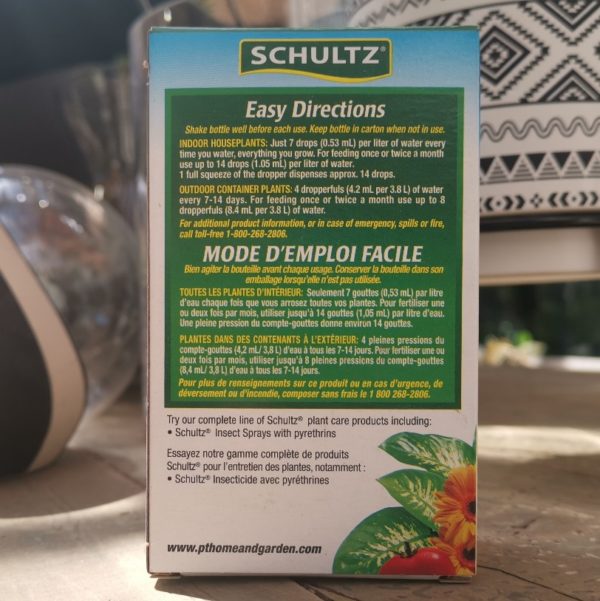 SCHULTZ®
Easy Directions
Shake bottle well before each use. Keep bottle in carton when not in use.
INDOOR HOUSEPLANTS: Just 7 drops (0.53 mL) per liter of water every
time you water, everything you grow. For feeding once or twice a month
use up to 14 drops (1.05 mL) per liter of water.
1 full squeeze of the dropper dispenses approx. 14 drops.
OUTDOOR CONTAINER PLANTS: 4 dropperfuls (4.2 mL per 3.8 L) of water
every 7-14 days. For feeding once or twice a month use up to 8
dropperfuls (8.4 mL per 3.8 L) of water.
For additional product information, or in case of emergency, spills or fire,
call toll-free 1-800-268-2806.
MODE D'EMPLOI FACILE
Bien agiter la bouteille avant chaque usage. Conserver la bouteille dans son
emballage lorsqu'elle n'est pas utilisée.
TOUTES LES PLANTES D'INTÉRIEUR: Seulement 7 gouttes (0,53 mL) par litre
d'eau chaque fois que vous arrosez toutes vos plantes. Pour fertiliser une
ou deux fois par mois, utiliser jusqu'à 14 gouttes (1,05 mL) par litre d'eau.
Une pleine pression du compte-gouttes donne environ 14 gouttes.
PLANTES DANS DES CONTENANTS À L'EXTÉRIEUR: 4 pleines pressions du
compte-gouttes (4,2 mL/ 3,8 L) d'eau à tous les 7-14 jours. Pour fertiliser une ou
deux fois par mois, utiliser jusqu'à 8 pleines pressions du compte-gouttes
(8,4 mL/ 3,8 L) d'eau à tous les 7-14 jours.
Pour plus de renseignements sur ce produit ou en cas d'urgence, de
déversement ou d'incendie, composer sans frais le 1 800 268-2806.
Try our complete line of Schultz® plant care products including:
• Schultz® Insect Sprays with pyrethrins
Essayez notre gamme complète de produits
Schultz® pour l'entretien des plantes, notamment :
• Schultz® Insecticide avec pyréthrines
www.pthomeandgarden.com